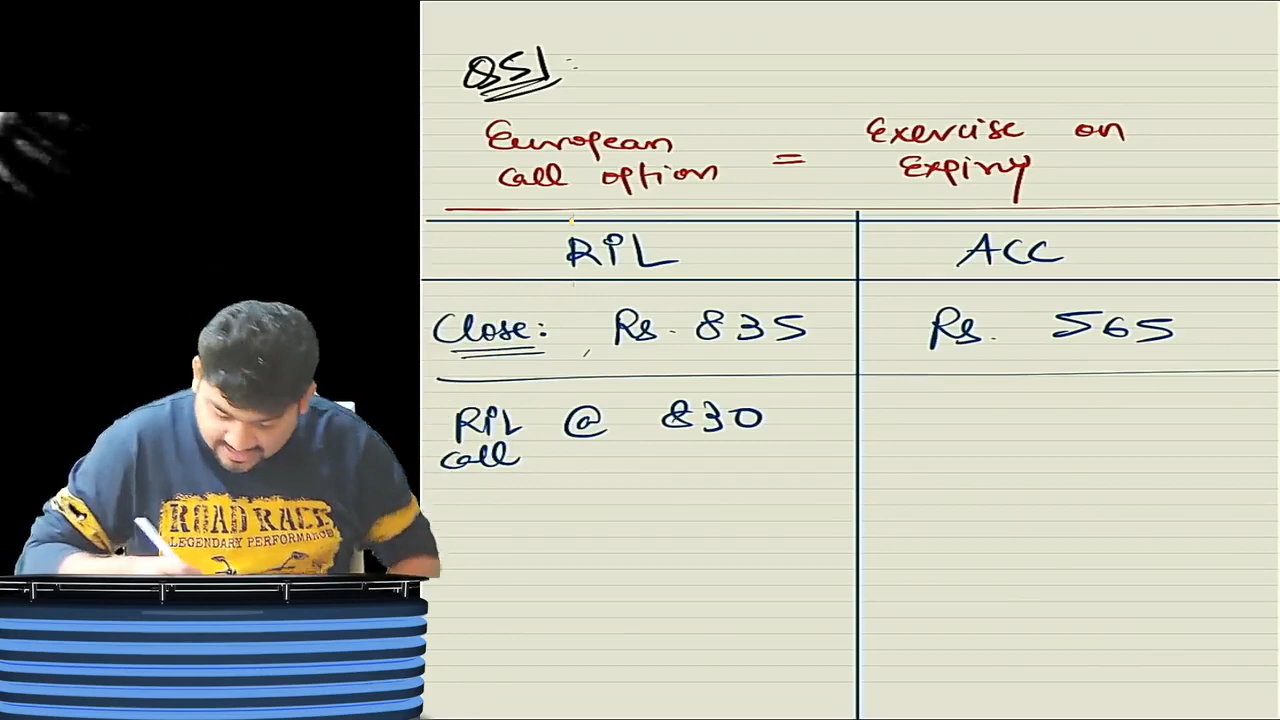 Q51:
European
call option = Exercise on
Expiry
RIL ACC
Close: Rs. 835 Rs. 565
RIL @ 830
call
ROAD RACE
LEGENDARY PERFORMANCE